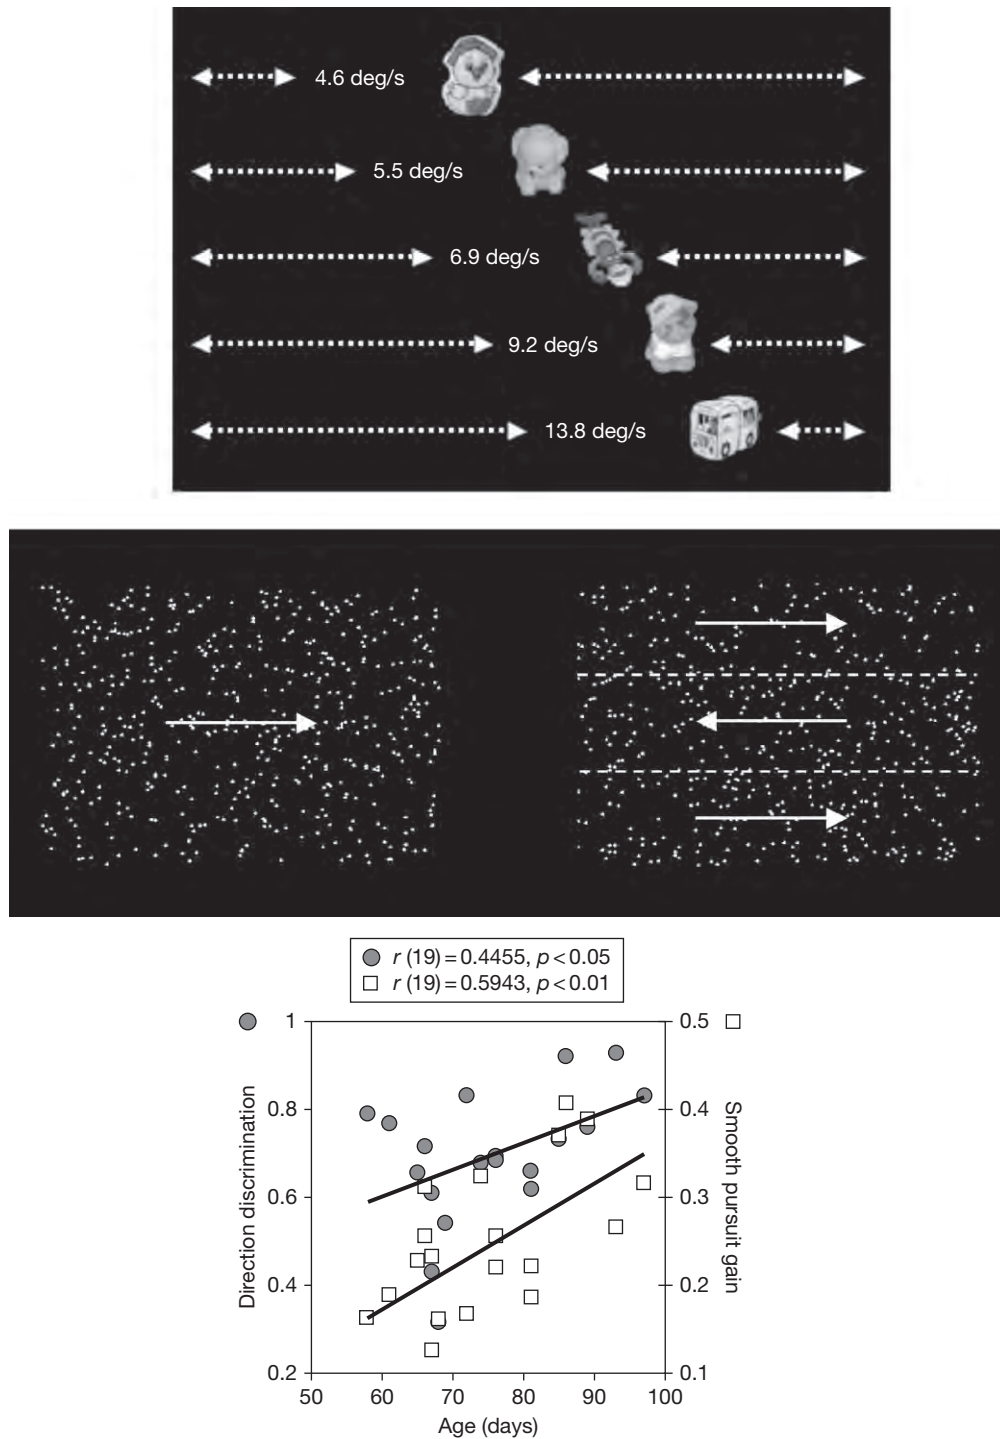 4.6 deg/s
5.5 deg/s
6.9 deg/s
9.2 deg/s
13.8 deg/s
r (19) = 0.4455, p < 0.05
r (19) = 0.5943, p < 0.01
1
0.8
0.6
0.4
0.2
Direction discrimination
0.5
0.4
0.3
0.2
0.1
Smooth pursuit gain
50 60 70 80 90 100
Age (days)